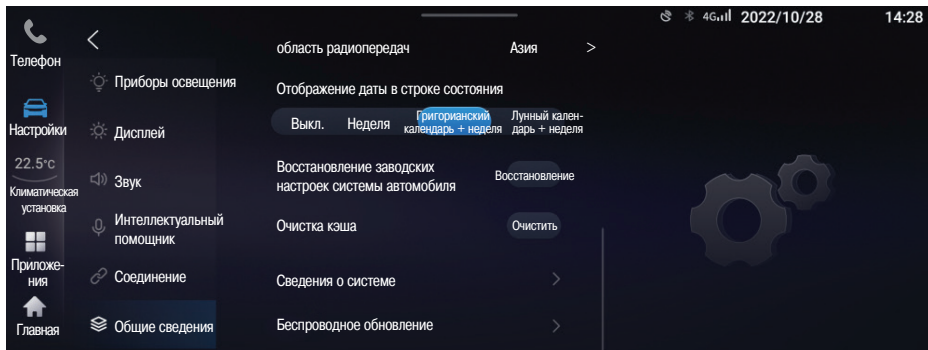 4G 2022/10/28 14:28
Телефон
Настройки
22.5°C
Климатическая
установка
Приложе-
ния
Главная
Приборы освещения
Дисплей
Звук
Интеллектуальный
помощник
Соединение
Общие сведения
область радиопередач Азия >
Отображение даты в строке состояния
Выкл.
Неделя
Григорианский
календарь + неделя
Лунный кален-
дарь + неделя
Восстановление заводских
настроек системы автомобиля
Восстановление
Очистка кэша
Очистить
Сведения о системе
Беспроводное обновление